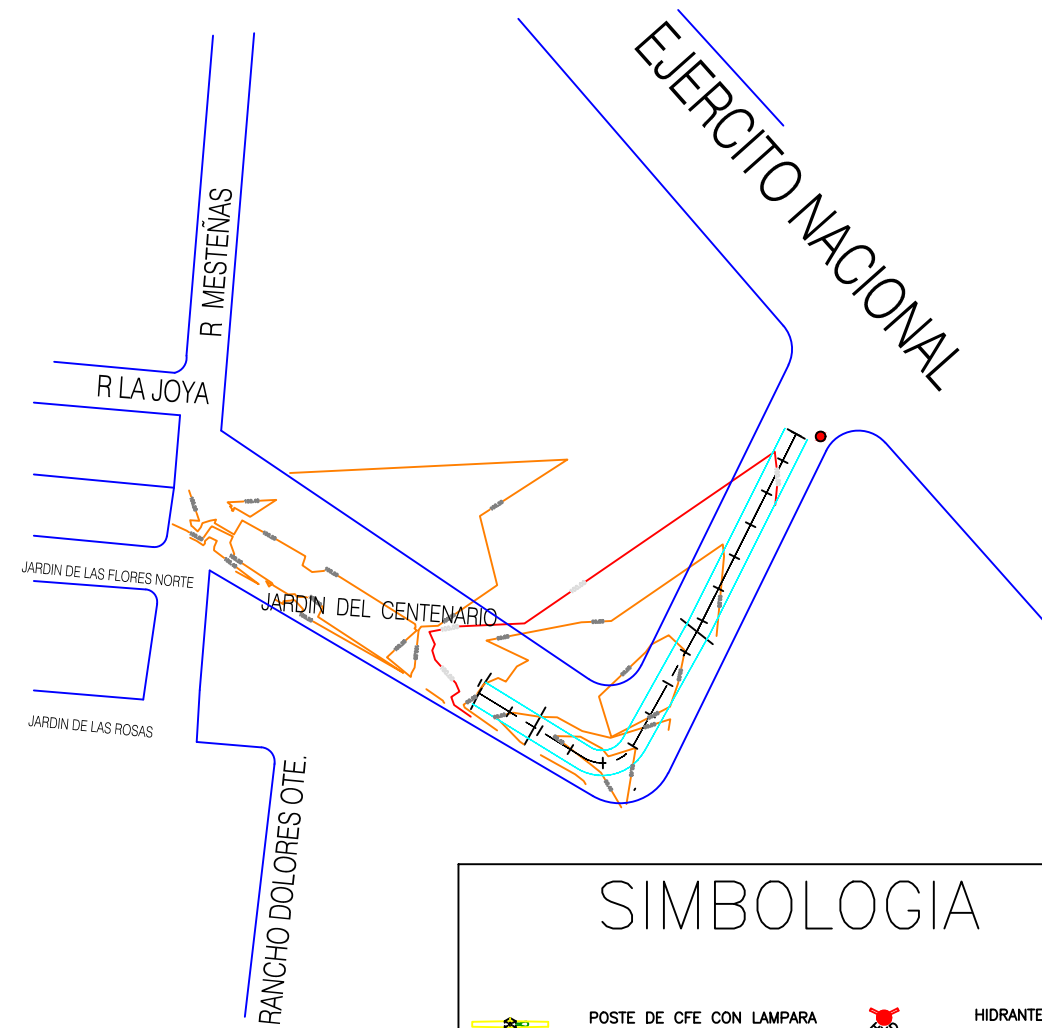 EJERCITO NACIONAL
R MESTEÑAS
R LA JOYA
JARDIN DE LAS FLORES NORTE
JARDIN DEL CENTENARIO
JARDIN DE LAS ROSAS
RANCHO DOLORES OTE.
SIMBOLOGIA
POSTE DE CFE CON LAMPARA
HIDRANTE